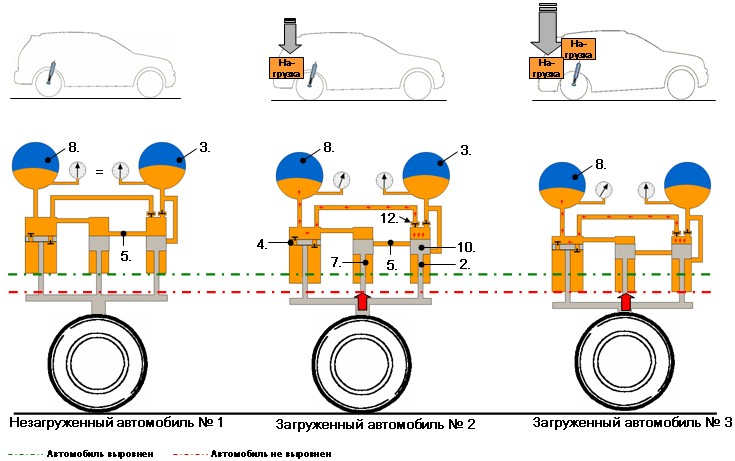 На-
грузка
На-
грузка
На-
грузка
8.
3.
=
5.
8.
3.
12.
4.
10.
7.
5.
2.
8.
Незагруженный автомобиль № 1
Загруженный автомобиль № 2
Загруженный автомобиль № 3
Автомобиль выровнен
Автомобиль не выровнен